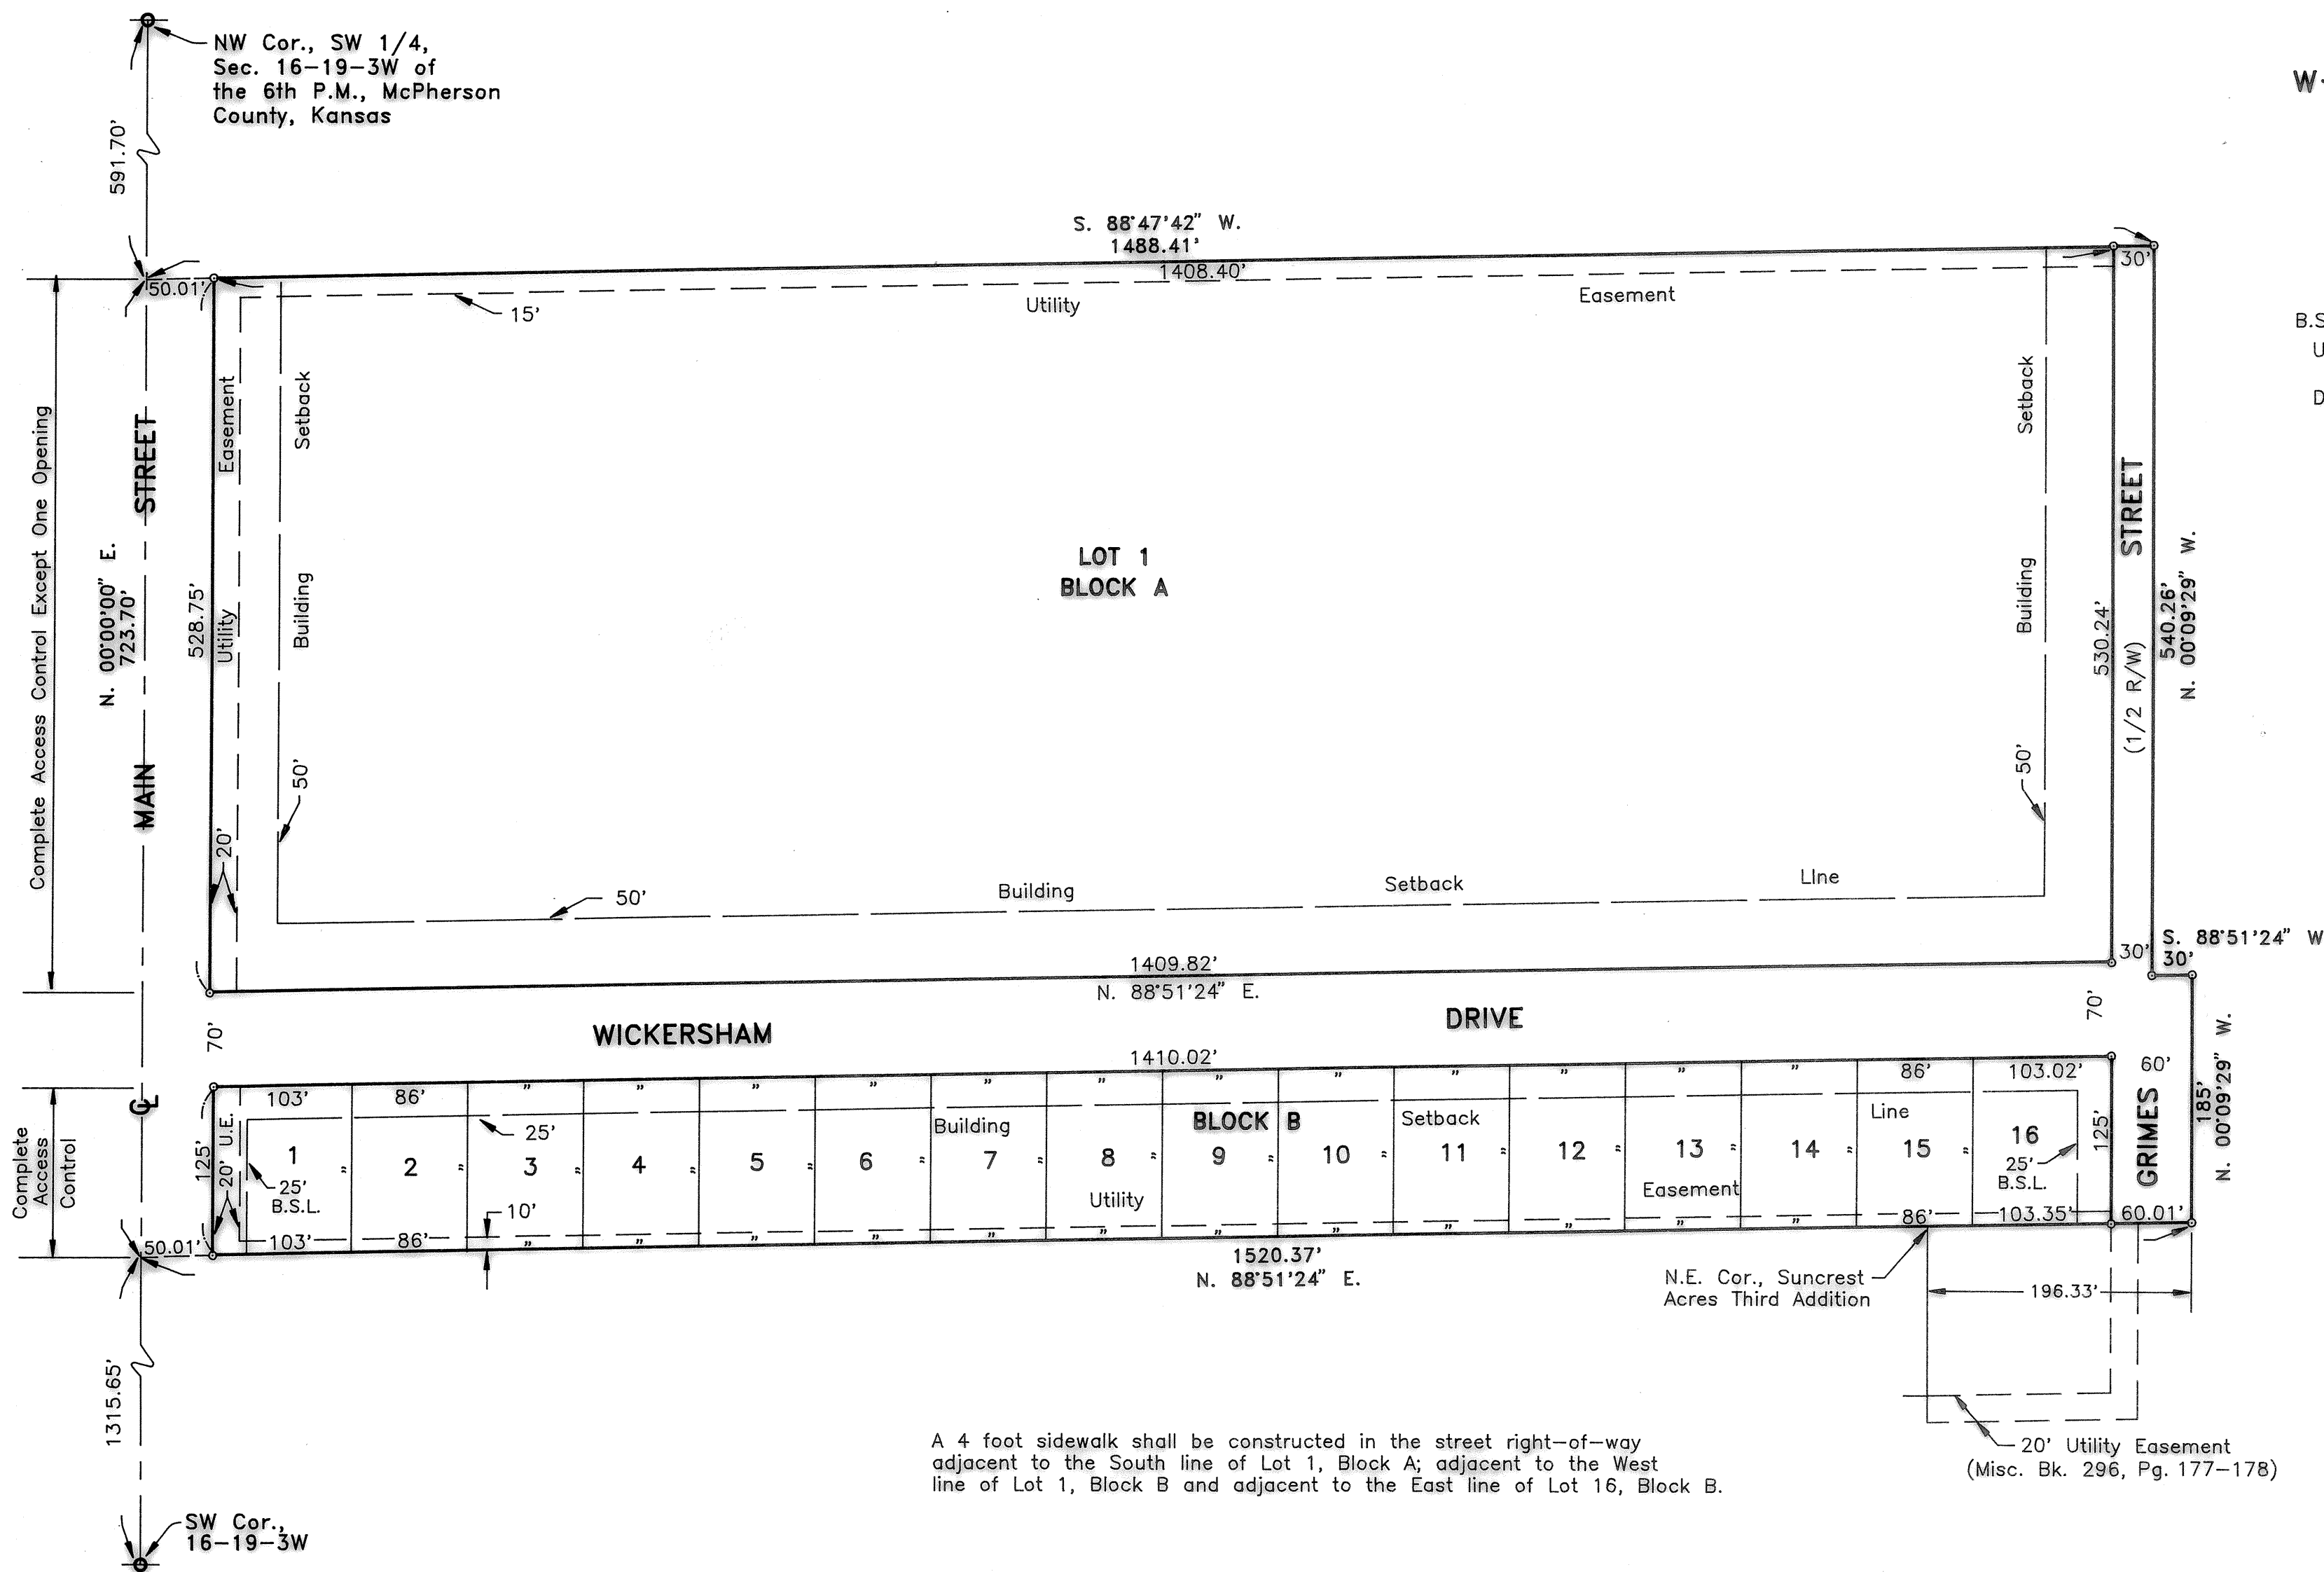 NW Cor., SW 1/4,
Sec. 16-19-3W of
the 6th P.M., McPherson
County, Kansas
W
591.70'
S. 88°47'42" W.
1488.41'
1408.40'
50.01'
30'
15'
Utility
Easement
B.S
U
D
Complete Access Control Except One Opening
MAIN STREET
N. 00°00'00" E.
723.70'
528.75'
Utility Easement
Building Setback
50'
20'
LOT 1
BLOCK A
Building Setback
50'
530.24'
STREET
(1/2 R/W)
540.26'
N. 00°09'29" W.
50'
Building
Setback
LIne
S. 88°51'24" W
30'
30'
1409.82'
N. 88°51'24" E.
70'
WICKERSHAM
DRIVE
70'
1410.02'
60'
103'
86'
"
"
"
"
"
"
"
"
"
"
"
"
86'
103.02'
℄
Complete
Access
Control
125'
20' U.E.
25'
Building
BLOCK B
Setback
Line
1
"
2
"
3
"
4
"
5
"
6
"
7
"
8
"
9
"
10
"
11
"
12
"
13
"
14
"
15
"
16
25'
B.S.L.
25'
B.S.L.
125'
GRIMES
185'
N. 00°09'29" W.
Utility
Easement
10'
103'
86'
"
"
"
"
"
"
"
"
"
"
"
"
86'
103.35'
60.01'
50.01'
1520.37'
N. 88°51'24" E.
N.E. Cor., Suncrest
Acres Third Addition
196.33'
1315.65'
A 4 foot sidewalk shall be constructed in the street right-of-way
adjacent to the South line of Lot 1, Block A; adjacent to the West
line of Lot 1, Block B and adjacent to the East line of Lot 16, Block B.
20' Utility Easement
(Misc. Bk. 296, Pg. 177-178)
SW Cor.,
16-19-3W